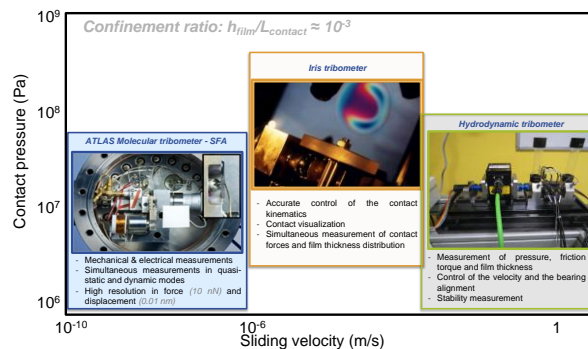 Confinement ratio: hfilm/Lcontact ≈ 10-3
Contact pressure (Pa)
109
108
107
106
Iris tribometer
- Accurate control of the contact
kinematics
- Contact visualization
- Simultaneous measurement of contact
forces and film thickness distribution
ATLAS Molecular tribometer - SFA
- Mechanical & electrical measurements
- Simultaneous measurements in quasi-
static and dynamic modes
- High resolution in force (10 nN) and
displacement (0.01 nm)
Hydrodynamic tribometer
- Measurement of pressure, friction
torque and film thickness
- Control of the velocity and the bearing
alignment
- Stability measurement
10-10
10-6
1
Sliding velocity (m/s)